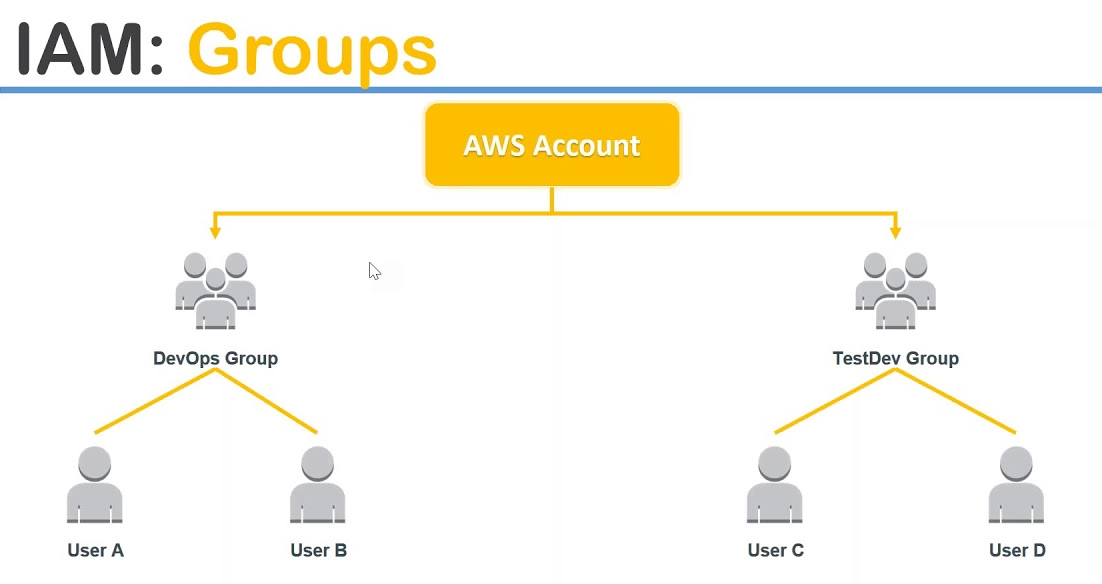 IAM: Groups
AWS Account
DevOps Group
TestDev Group
User A
User B
User C
User D